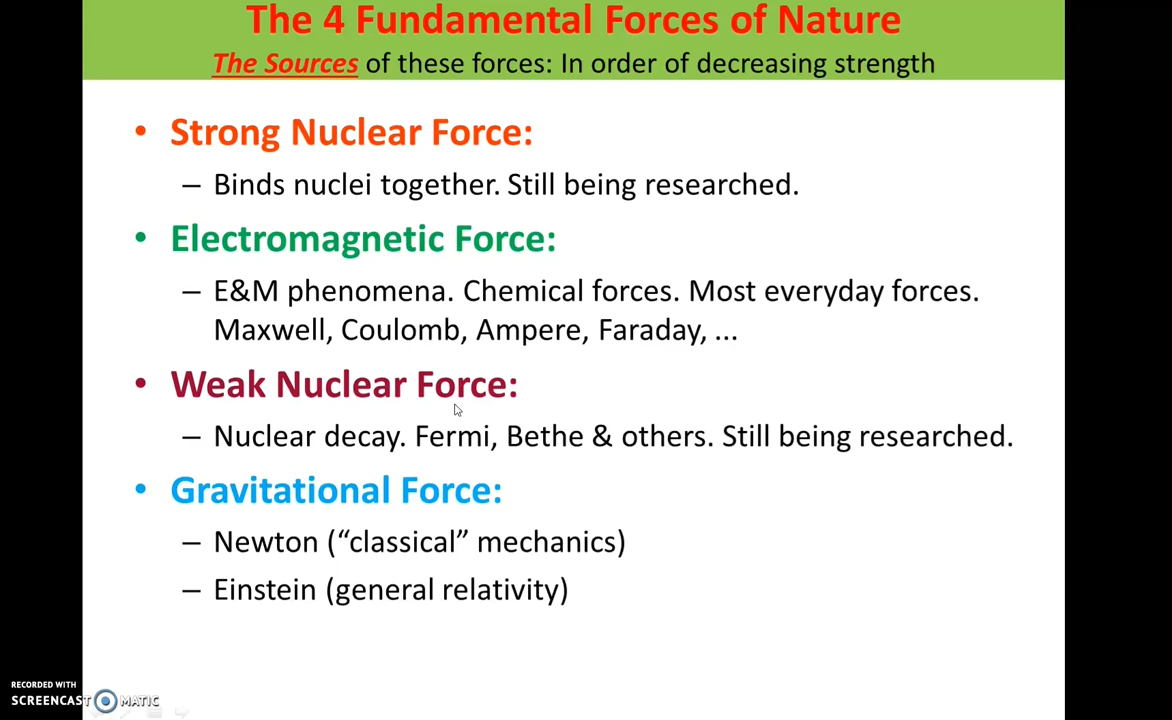 The 4 Fundamental Forces of Nature
The Sources of these forces: In order of decreasing strength
• Strong Nuclear Force:
– Binds nuclei together. Still being researched.
• Electromagnetic Force:
– E&M phenomena. Chemical forces. Most everyday forces.
Maxwell, Coulomb, Ampere, Faraday, ...
• Weak Nuclear Force:
– Nuclear decay. Fermi, Bethe & others. Still being researched.
• Gravitational Force:
– Newton (“classical” mechanics)
– Einstein (general relativity)
RECORDED WITH
SCREENCAST MATIC